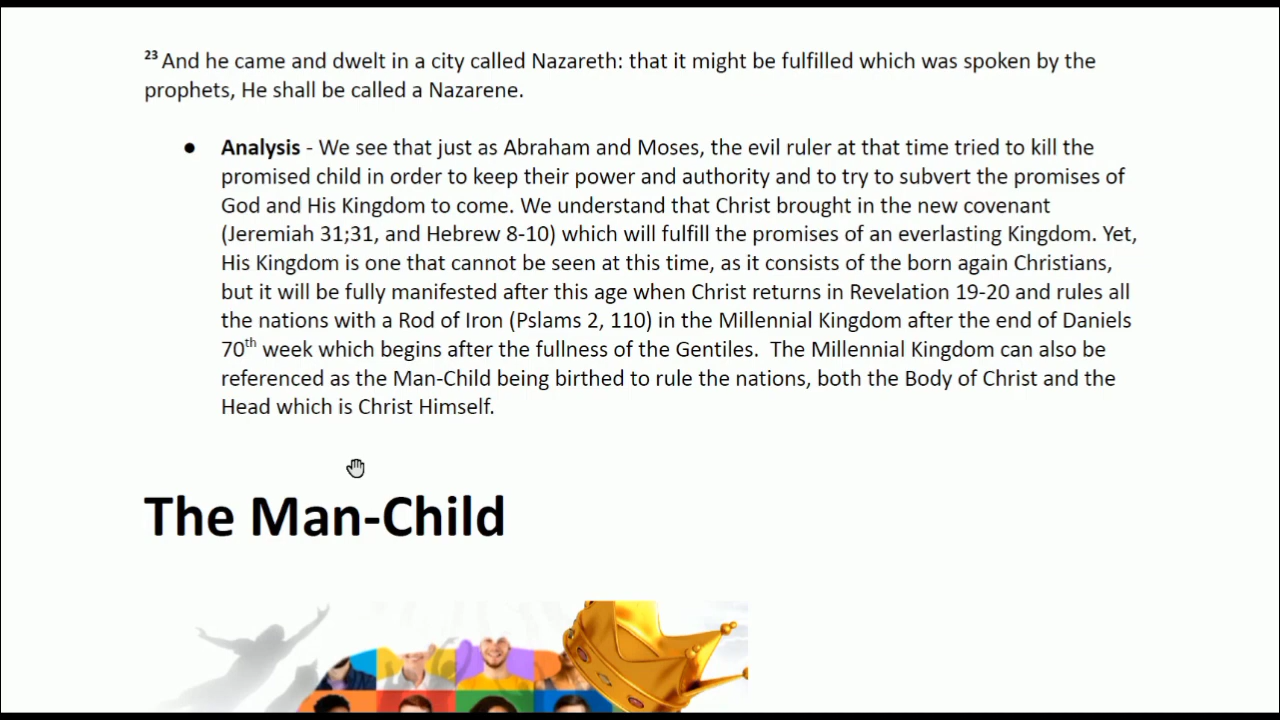 23 And he came and dwelt in a city called Nazareth: that it might be fulfilled which was spoken by the
prophets, He shall be called a Nazarene.
● Analysis - We see that just as Abraham and Moses, the evil ruler at that time tried to kill the
promised child in order to keep their power and authority and to try to subvert the promises of
God and His Kingdom to come. We understand that Christ brought in the new covenant
(Jeremiah 31;31, and Hebrew 8-10) which will fulfill the promises of an everlasting Kingdom. Yet,
His Kingdom is one that cannot be seen at this time, as it consists of the born again Christians,
but it will be fully manifested after this age when Christ returns in Revelation 19-20 and rules all
the nations with a Rod of Iron (Pslams 2, 110) in the Millennial Kingdom after the end of Daniels
70th week which begins after the fullness of the Gentiles.  The Millennial Kingdom can also be
referenced as the Man-Child being birthed to rule the nations, both the Body of Christ and the
Head which is Christ Himself.
The Man-Child